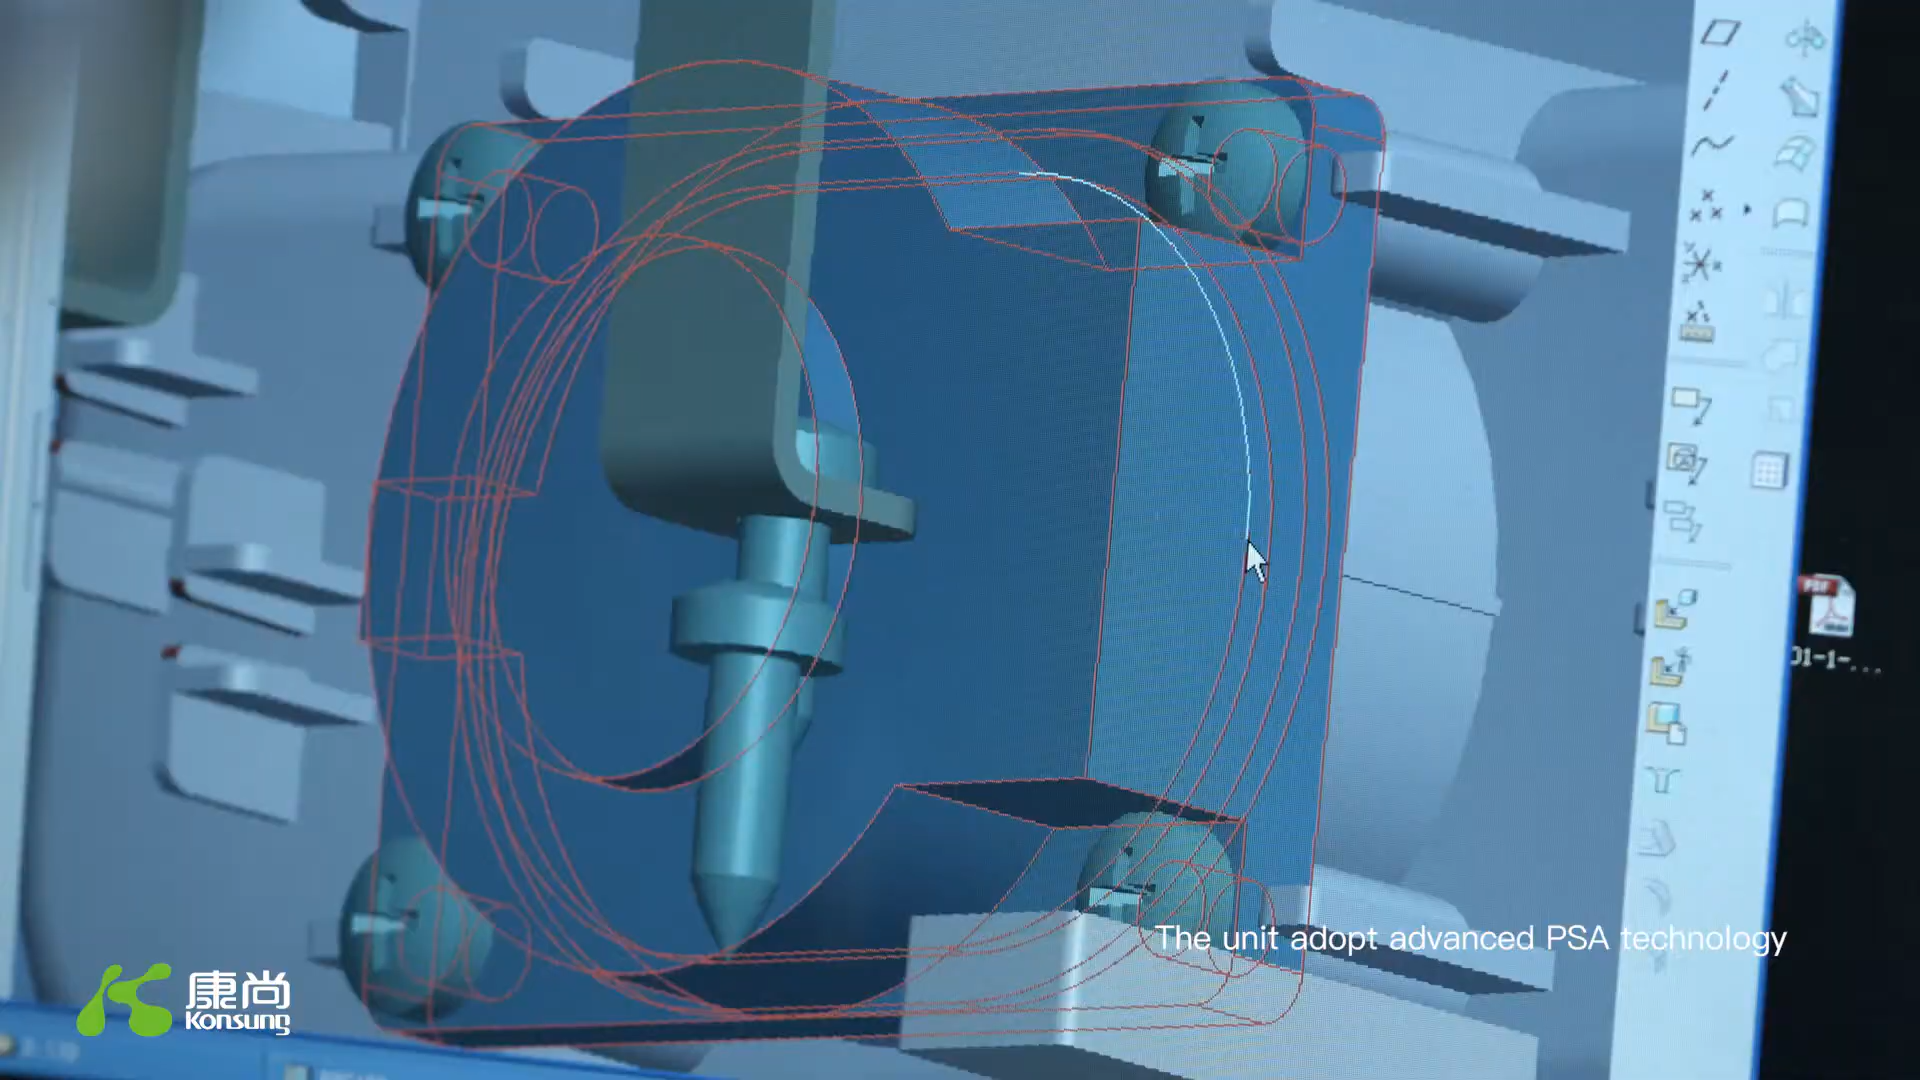 PDF
01-1-...
The unit adopt advanced PSA technology
康尚
Konsung